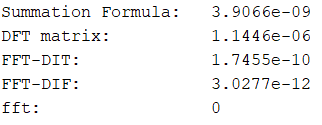 Summation Formula: 3.9066e-09
DFT matrix: 1.1446e-06
FFT-DIT: 1.7455e-10
FFT-DIF: 3.0277e-12
fft: 0